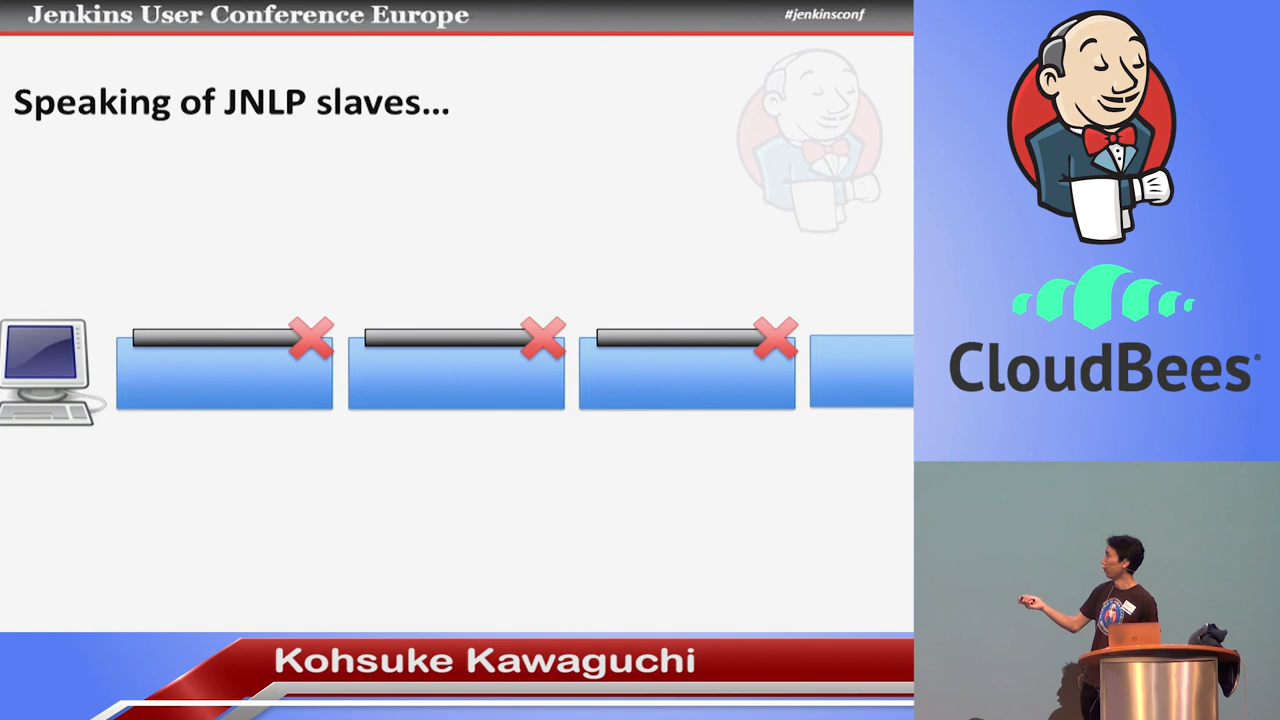 Jenkins User Conference Europe
#jenkinsconf
Speaking of JNLP slaves...
CloudBees®
Kohsuke Kawaguchi